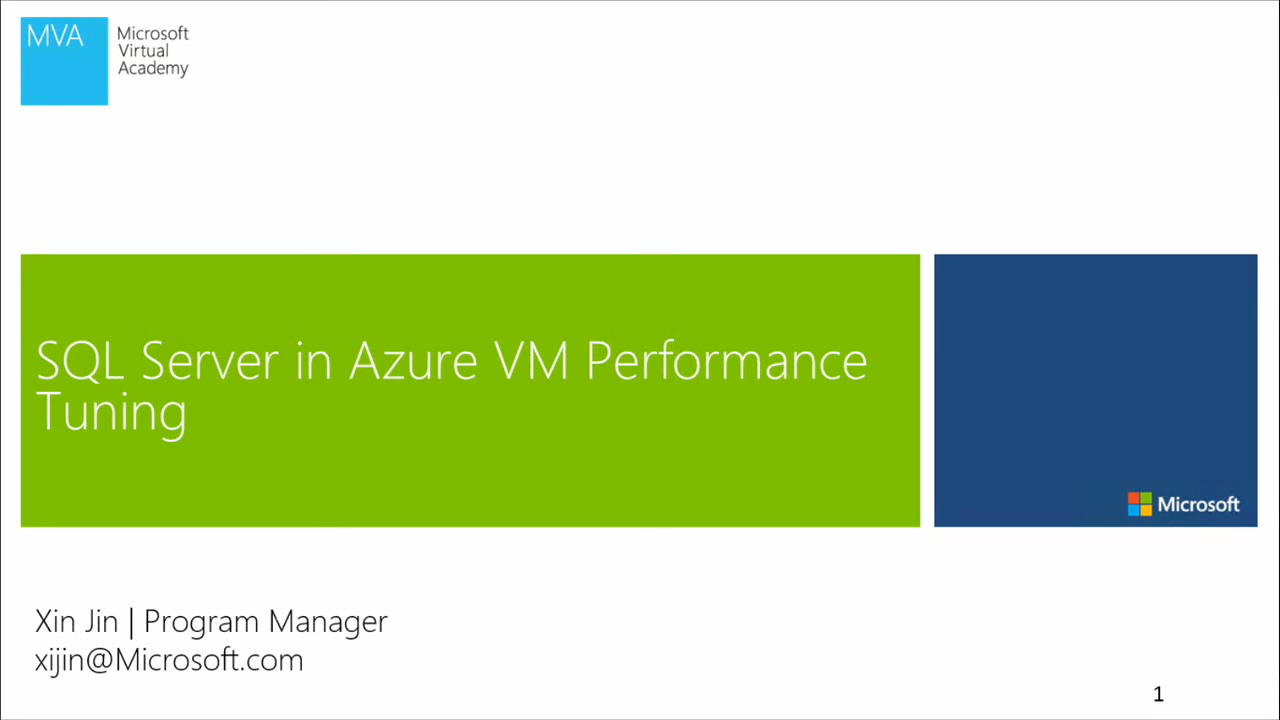 MVA
Microsoft
Virtual
Academy
SQL Server in Azure VM Performance
Tuning
Microsoft
Xin Jin | Program Manager
xijin@Microsoft.com
1